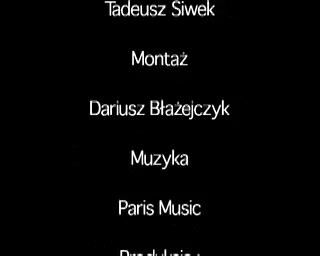 Tadeusz Siwek
Montaż
Dariusz Błażejczyk
Muzyka
Paris Music